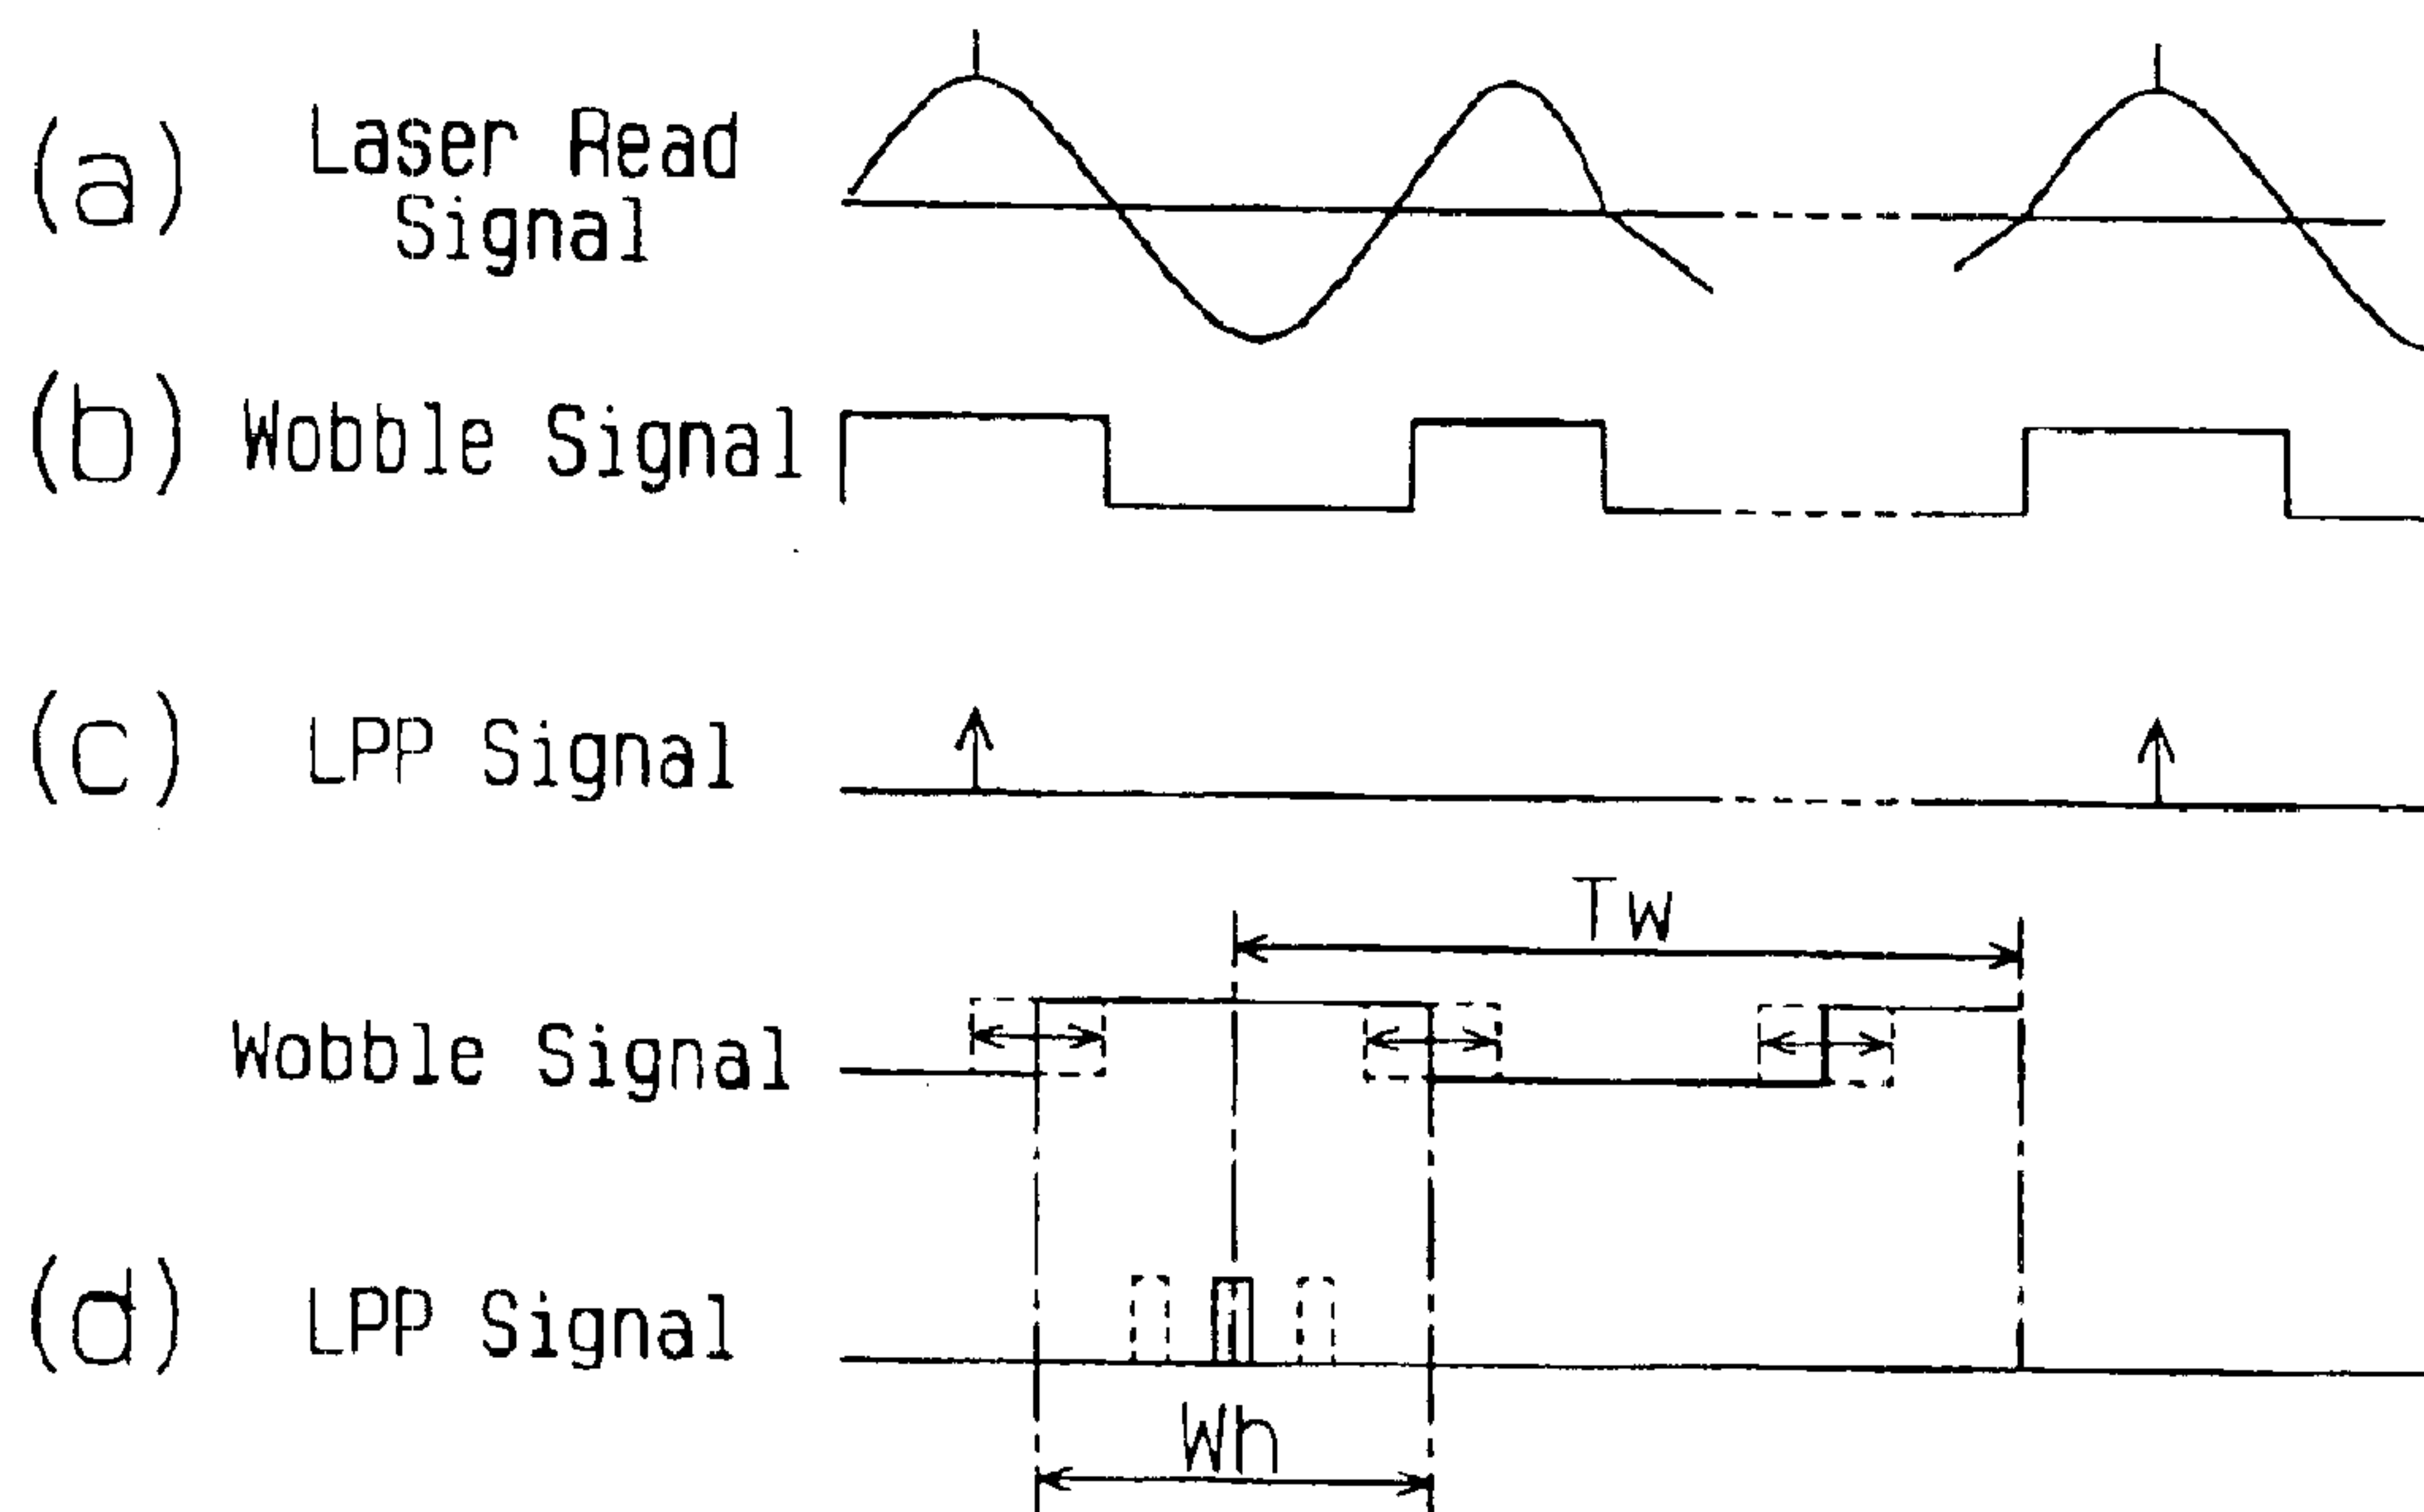 (a) Laser Read
Signal
(b) Wobble Signal
(c) LPP Signal
Tw
Wobble Signal
(d) LPP Signal
Wh